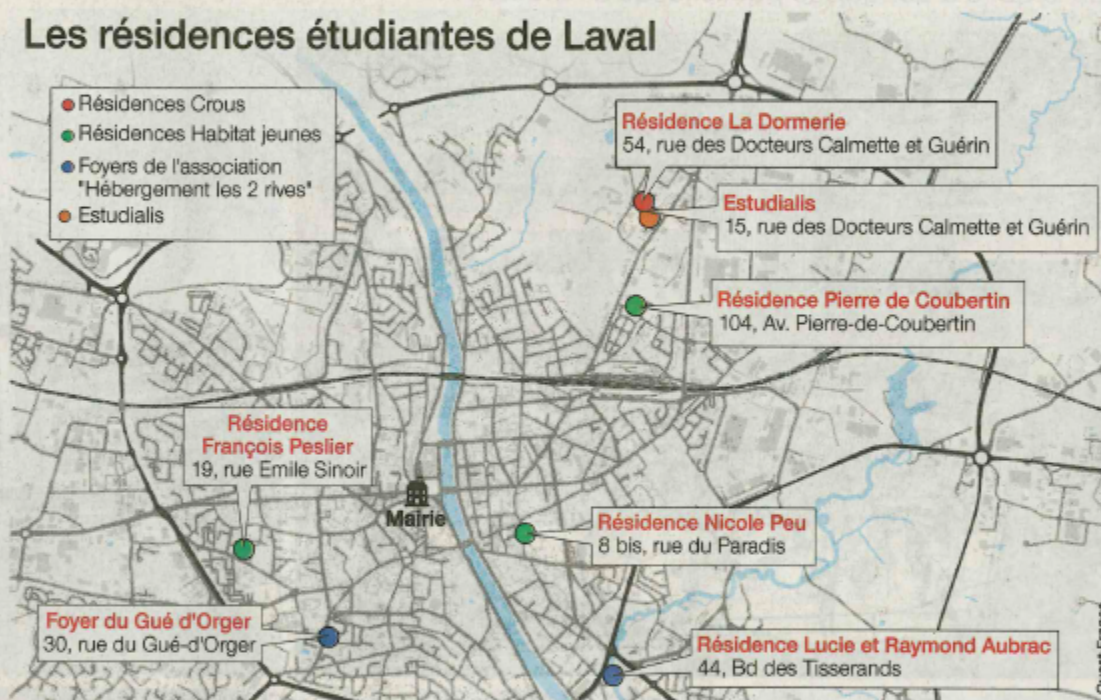 Les résidences étudiantes de Laval
Résidences Crous
Résidences Habitat jeunes
Foyers de l'association
"Hébergement les 2 rives"
Estudialis
Résidence La Dormerie
54, rue des Docteurs Calmette et Guérin
Estudialis
15, rue des Docteurs Calmette et Guérin
Résidence Pierre de Coubertin
104, Av. Pierre-de-Coubertin
Résidence
François Peslier
19, rue Emile Sinoir
Mairie
Résidence Nicole Peu
8 bis, rue du Paradis
Foyer du Gué d'Orger
30, rue du Gué-d'Orger
Résidence Lucie et Raymond Aubrac
44, Bd des Tisserands